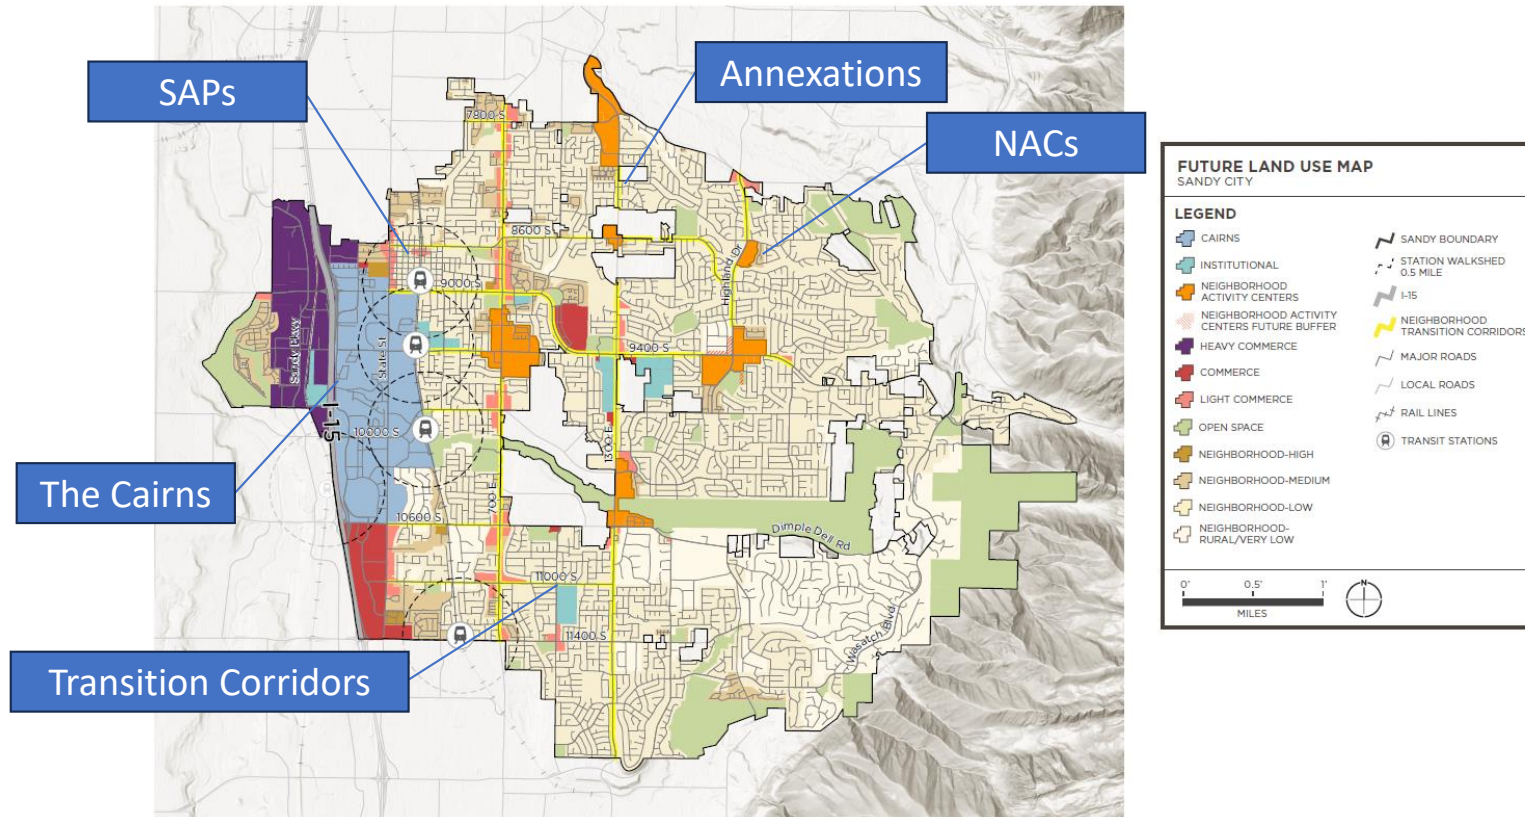 SAPs
Annexations
NACs
The Cairns
Transition Corridors
7800 S
8600 S
9000 S
9400 S
10000 S
10600 S
11000 S
11400 S
Sandy Pkwy
State St
I-15
700 E
1300 E
Highland Dr
Dimple Dell Rd
Wasatch Blvd
FUTURE LAND USE MAP
SANDY CITY
LEGEND
CAIRNS
INSTITUTIONAL
NEIGHBORHOOD
ACTIVITY CENTERS
NEIGHBORHOOD ACTIVITY
CENTERS FUTURE BUFFER
HEAVY COMMERCE
COMMERCE
LIGHT COMMERCE
OPEN SPACE
NEIGHBORHOOD-HIGH
NEIGHBORHOOD-MEDIUM
NEIGHBORHOOD-LOW
NEIGHBORHOOD-
RURAL/VERY LOW
SANDY BOUNDARY
STATION WALKSHED
0.5 MILE
I-15
NEIGHBORHOOD
TRANSITION CORRIDORS
MAJOR ROADS
LOCAL ROADS
RAIL LINES
TRANSIT STATIONS
0' 0.5' 1'
MILES
N